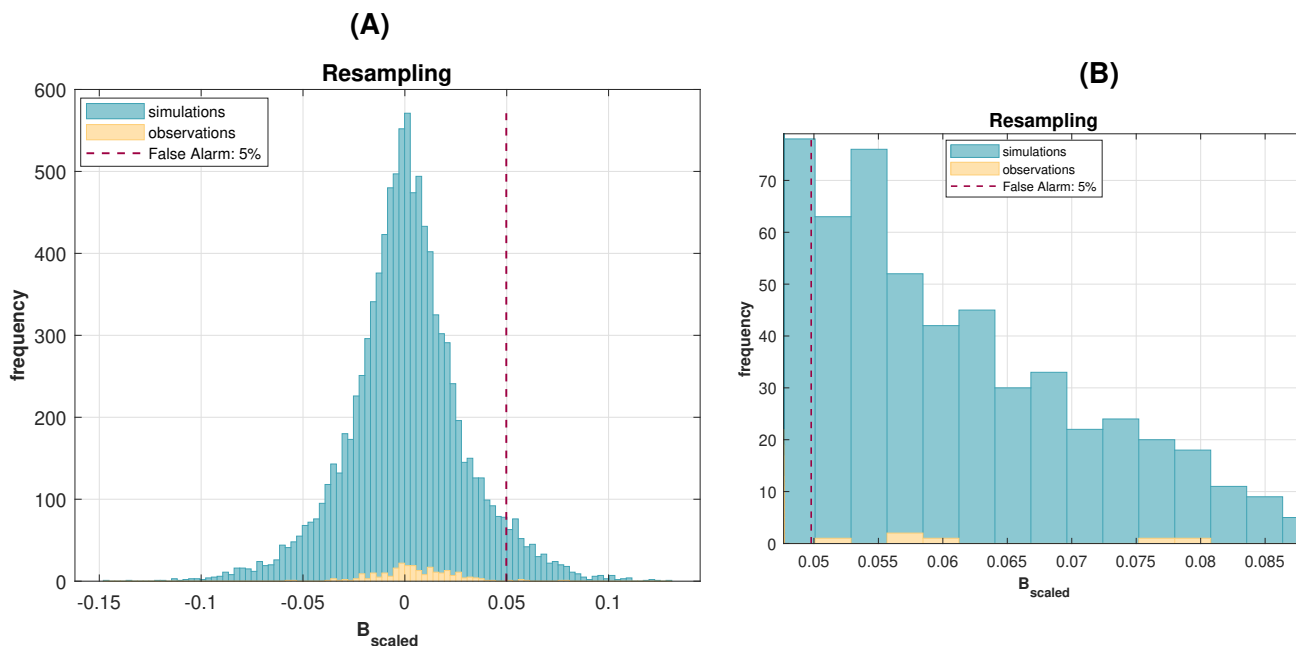 (A)
Resampling
simulations
observations
False Alarm: 5%
600
500
400
300
200
100
0
frequency
-0.15
-0.1
-0.05
0
0.05
0.1
B_scaled
(B)
Resampling
simulations
observations
False Alarm: 5%
70
60
50
40
30
20
10
0
frequency
0.05
0.055
0.06
0.065
0.07
0.075
0.08
0.085
B_scaled